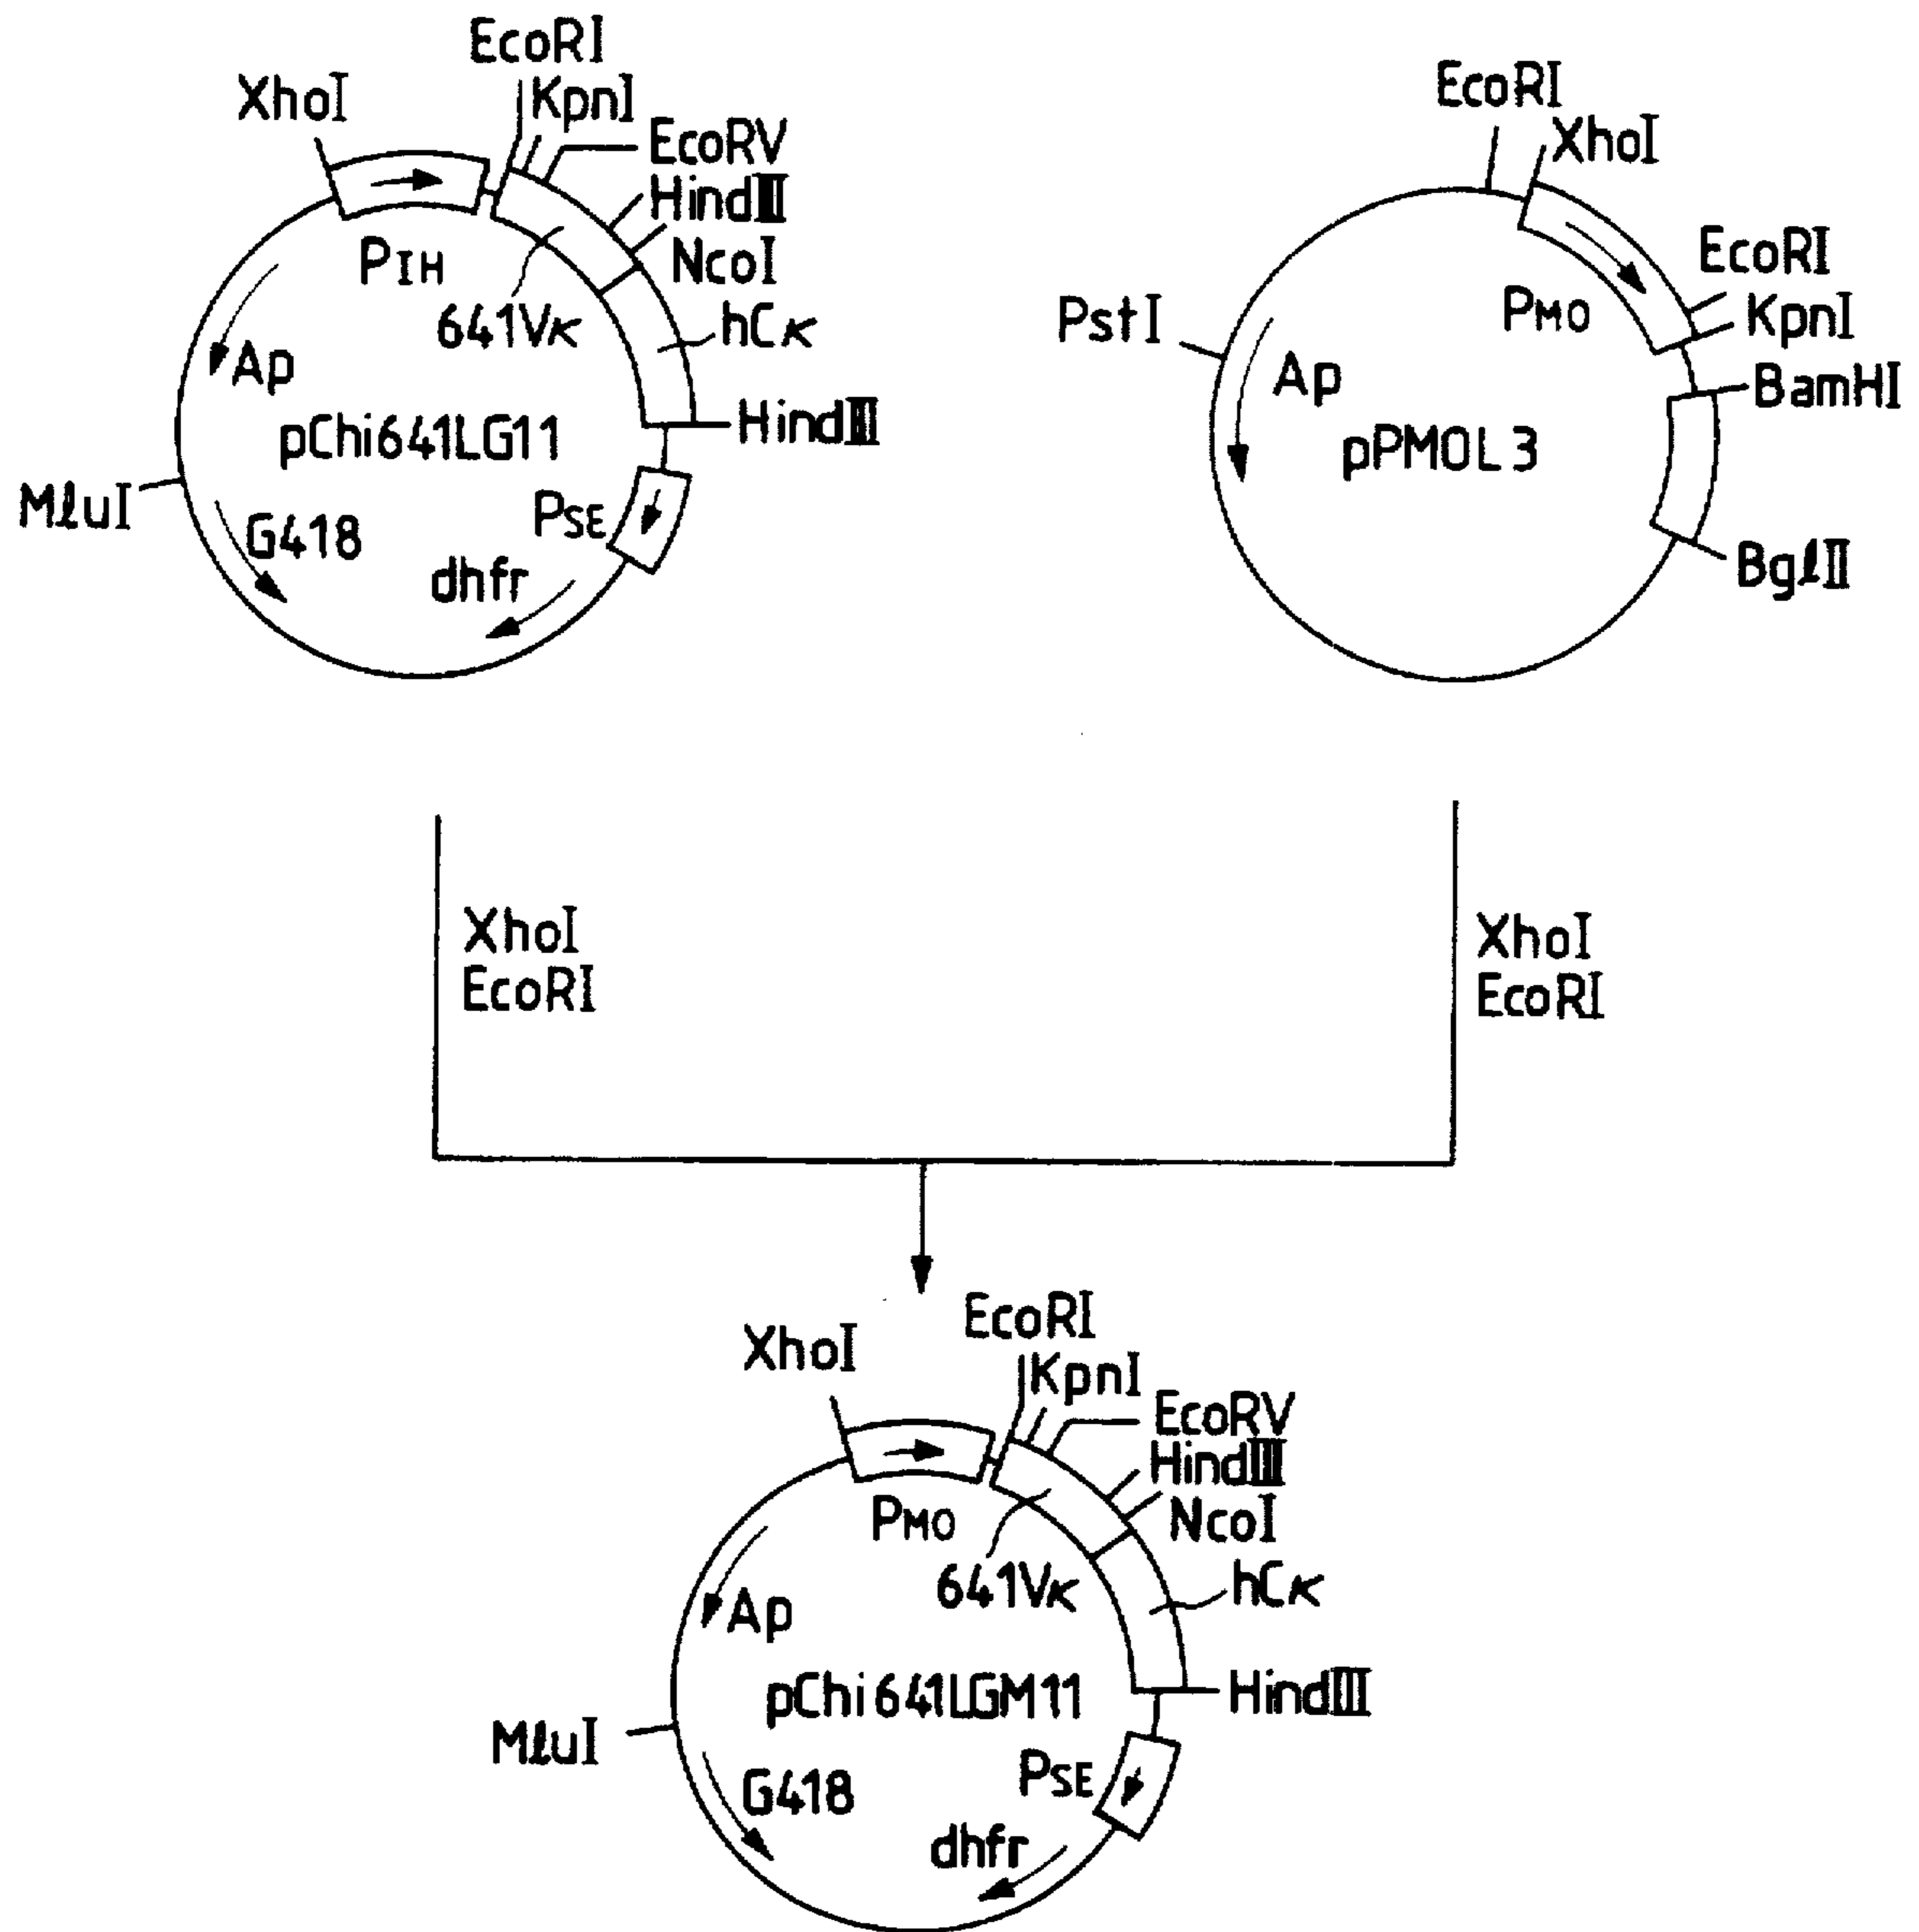 EcoRI
XhoI
KpnI
EcoRV
HindIII
NcoI
PIH
641Vκ
hCκ
Ap
pChi641LG11
HindIII
MluI
G418
PSE
dhfr
EcoRI
XhoI
EcoRI
KpnI
PMO
PstI
Ap
BamHI
pPMOL3
BglII
XhoI
EcoRI
XhoI
EcoRI
EcoRI
XhoI
KpnI
EcoRV
HindIII
NcoI
PMO
641Vκ
hCκ
Ap
pChi641LGM11
HindIII
MluI
G418
PSE
dhfr